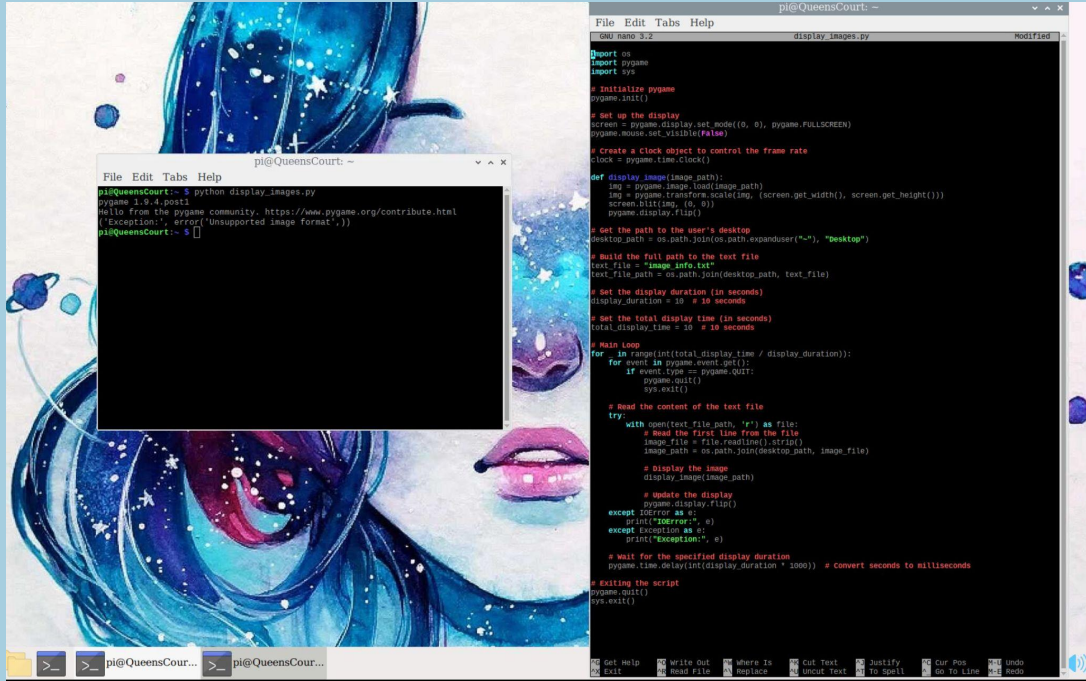 pi@QueensCourt: ~
File Edit Tabs Help
pi@QueensCourt:~ $ python display_images.py
pygame 1.9.4.post1
Hello from the pygame community. https://www.pygame.org/contribute.html
('Exception:', error('Unsupported image format',))
pi@QueensCourt:~ $
pi@QueensCourt: ~
File Edit Tabs Help
GNU nano 3.2 display_images.py Modified
import os
import pygame
import sys
# Initialize pygame
pygame.init()
# Set up the display
screen = pygame.display.set_mode((0, 0), pygame.FULLSCREEN)
pygame.mouse.set_visible(False)
# Create a Clock object to control the frame rate
clock = pygame.time.Clock()
def display_image(image_path):
    img = pygame.image.load(image_path)
    img = pygame.transform.scale(img, (screen.get_width(), screen.get_height()))
    screen.blit(img, (0, 0))
    pygame.display.flip()
# Get the path to the user's desktop
desktop_path = os.path.join(os.path.expanduser("~"), "Desktop")
# Build the full path to the text file
text_file = "image_info.txt"
text_file_path = os.path.join(desktop_path, text_file)
# Set the display duration (in seconds)
display_duration = 10  # 10 seconds
# Set the total display time (in seconds)
total_display_time = 10  # 10 seconds
# Main Loop
for _ in range(int(total_display_time / display_duration)):
    for event in pygame.event.get():
        if event.type == pygame.QUIT:
            pygame.quit()
            sys.exit()
    # Read the content of the text file
    try:
        with open(text_file_path, 'r') as file:
            # Read the first line from the file
            image_file = file.readline().strip()
            image_path = os.path.join(desktop_path, image_file)
            # Display the image
            display_image(image_path)
            # Update the display
            pygame.display.flip()
    except IOError as e:
        print("IOError:", e)
    except Exception as e:
        print("Exception:", e)
    # Wait for the specified display duration
    pygame.time.delay(int(display_duration * 1000))  # Convert seconds to milliseconds
# Exiting the script
pygame.quit()
sys.exit()
^G Get Help ^O Write Out ^W Where Is ^K Cut Text ^J Justify ^C Cur Pos M-U Undo
^X Exit ^R Read File ^\ Replace ^U Uncut Text ^T To Spell ^_ Go To Line M-E Redo
pi@QueensCour... pi@QueensCour...